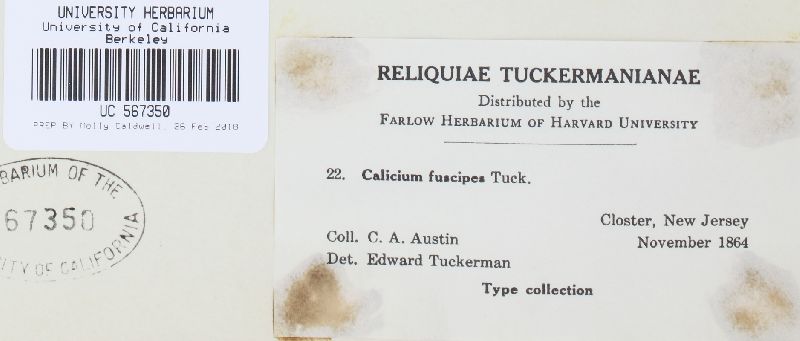 UNIVERSITY HERBARIUM
University of California
Berkeley
UC 567350
PREP BY Molly Caldwell, 26 Feb 2018
BARIUM OF THE
67350
ITY OF CALIFORNIA
RELIQUIAE TUCKERMANIANAE
Distributed by the
FARLOW HERBARIUM OF HARVARD UNIVERSITY
22. Calicium fuscipes Tuck.
Closter, New Jersey
November 1864
Coll. C. A. Austin
Det. Edward Tuckerman
Type collection